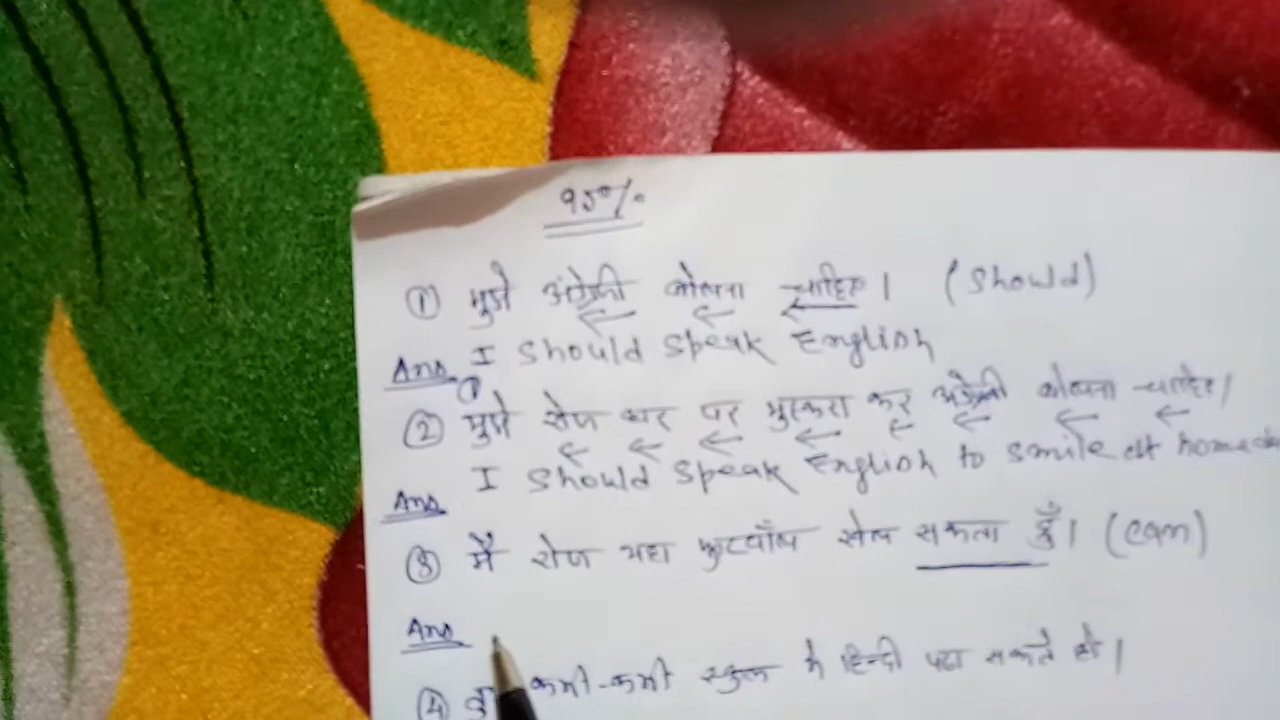 95%
① मुझे अंग्रेजी बोलना चाहिए । (Should)
Ans I should speak English
② मुझे रोज घर पर मुस्करा कर अंग्रेजी बोलना चाहिए।
Ans I should speak English to smile at home
③ मैं रोज यहा फुटबॉल खेल सकता हूँ। (can)
Ans
④ कभी-कभी स्कुल मे हिन्दी पढा सकते हो।